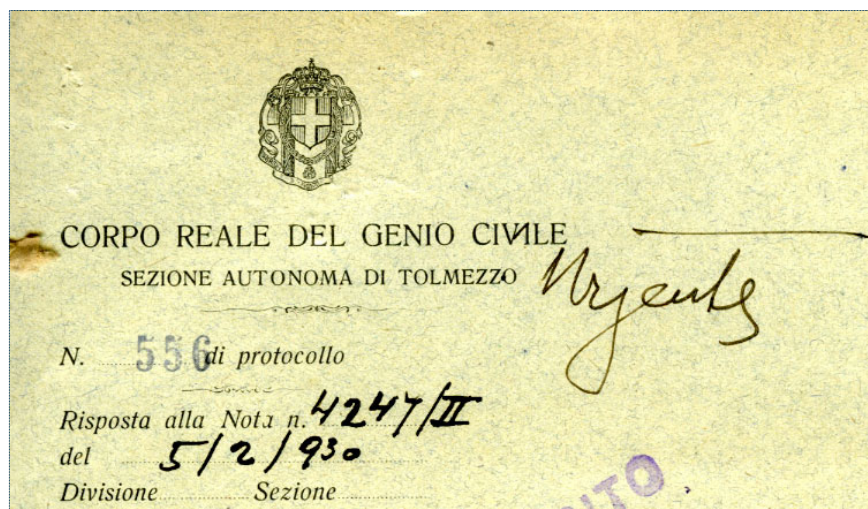 CORPO REALE DEL GENIO CIVILE
SEZIONE AUTONOMA DI TOLMEZZO
Urgente
N. 556 di protocollo
Risposta alla Nota n. 4247/II
del 5/2/930
Divisione Sezione